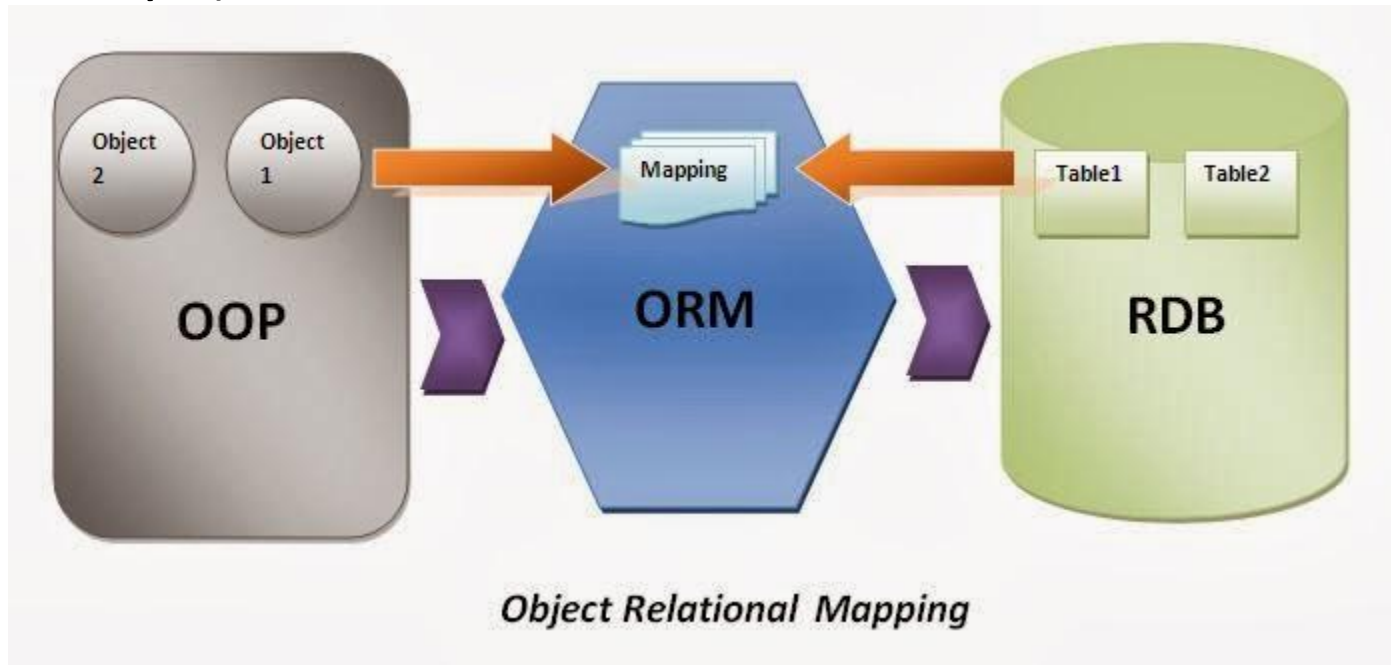 Object
2
Object
1
Mapping
Table1
Table2
OOP
ORM
RDB
Object Relational Mapping